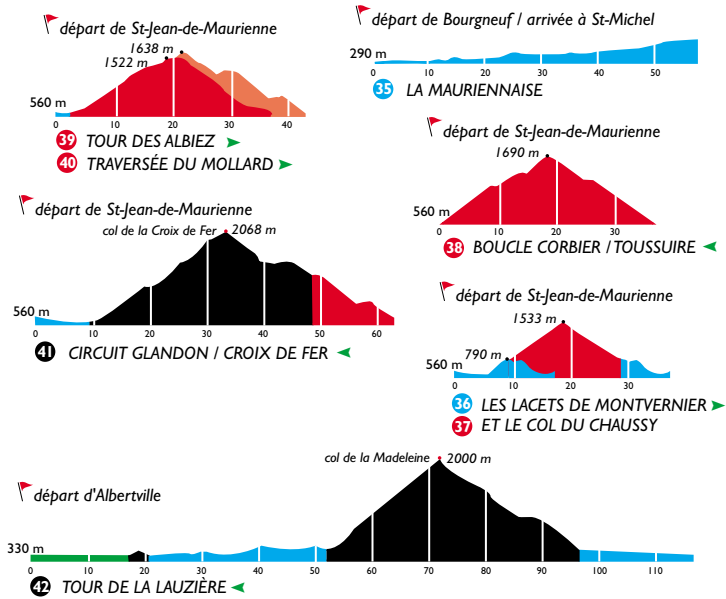 départ de St-Jean-de-Maurienne
1638 m
1522 m
560 m
0 10 20 30 40
39 TOUR DES ALBIEZ
40 TRAVERSÉE DU MOLLARD
départ de Bourgneuf / arrivée à St-Michel
290 m
0 10 20 30 40 50
35 LA MAURIENNAISE
départ de St-Jean-de-Maurienne
1690 m
560 m
0 10 20 30
38 BOUCLE CORBIER / TOUSSUIRE
départ de St-Jean-de-Maurienne
col de la Croix de Fer 2068 m
560 m
0 10 20 30 40 50 60
41 CIRCUIT GLANDON / CROIX DE FER
départ de St-Jean-de-Maurienne
1533 m
790 m
560 m
0 10 20 30
36 LES LACETS DE MONTVERNIER
37 ET LE COL DU CHAUSSY
départ d'Albertville
col de la Madeleine 2000 m
330 m
0 10 20 30 40 50 60 70 80 90 100 110
42 TOUR DE LA LAUZIÈRE